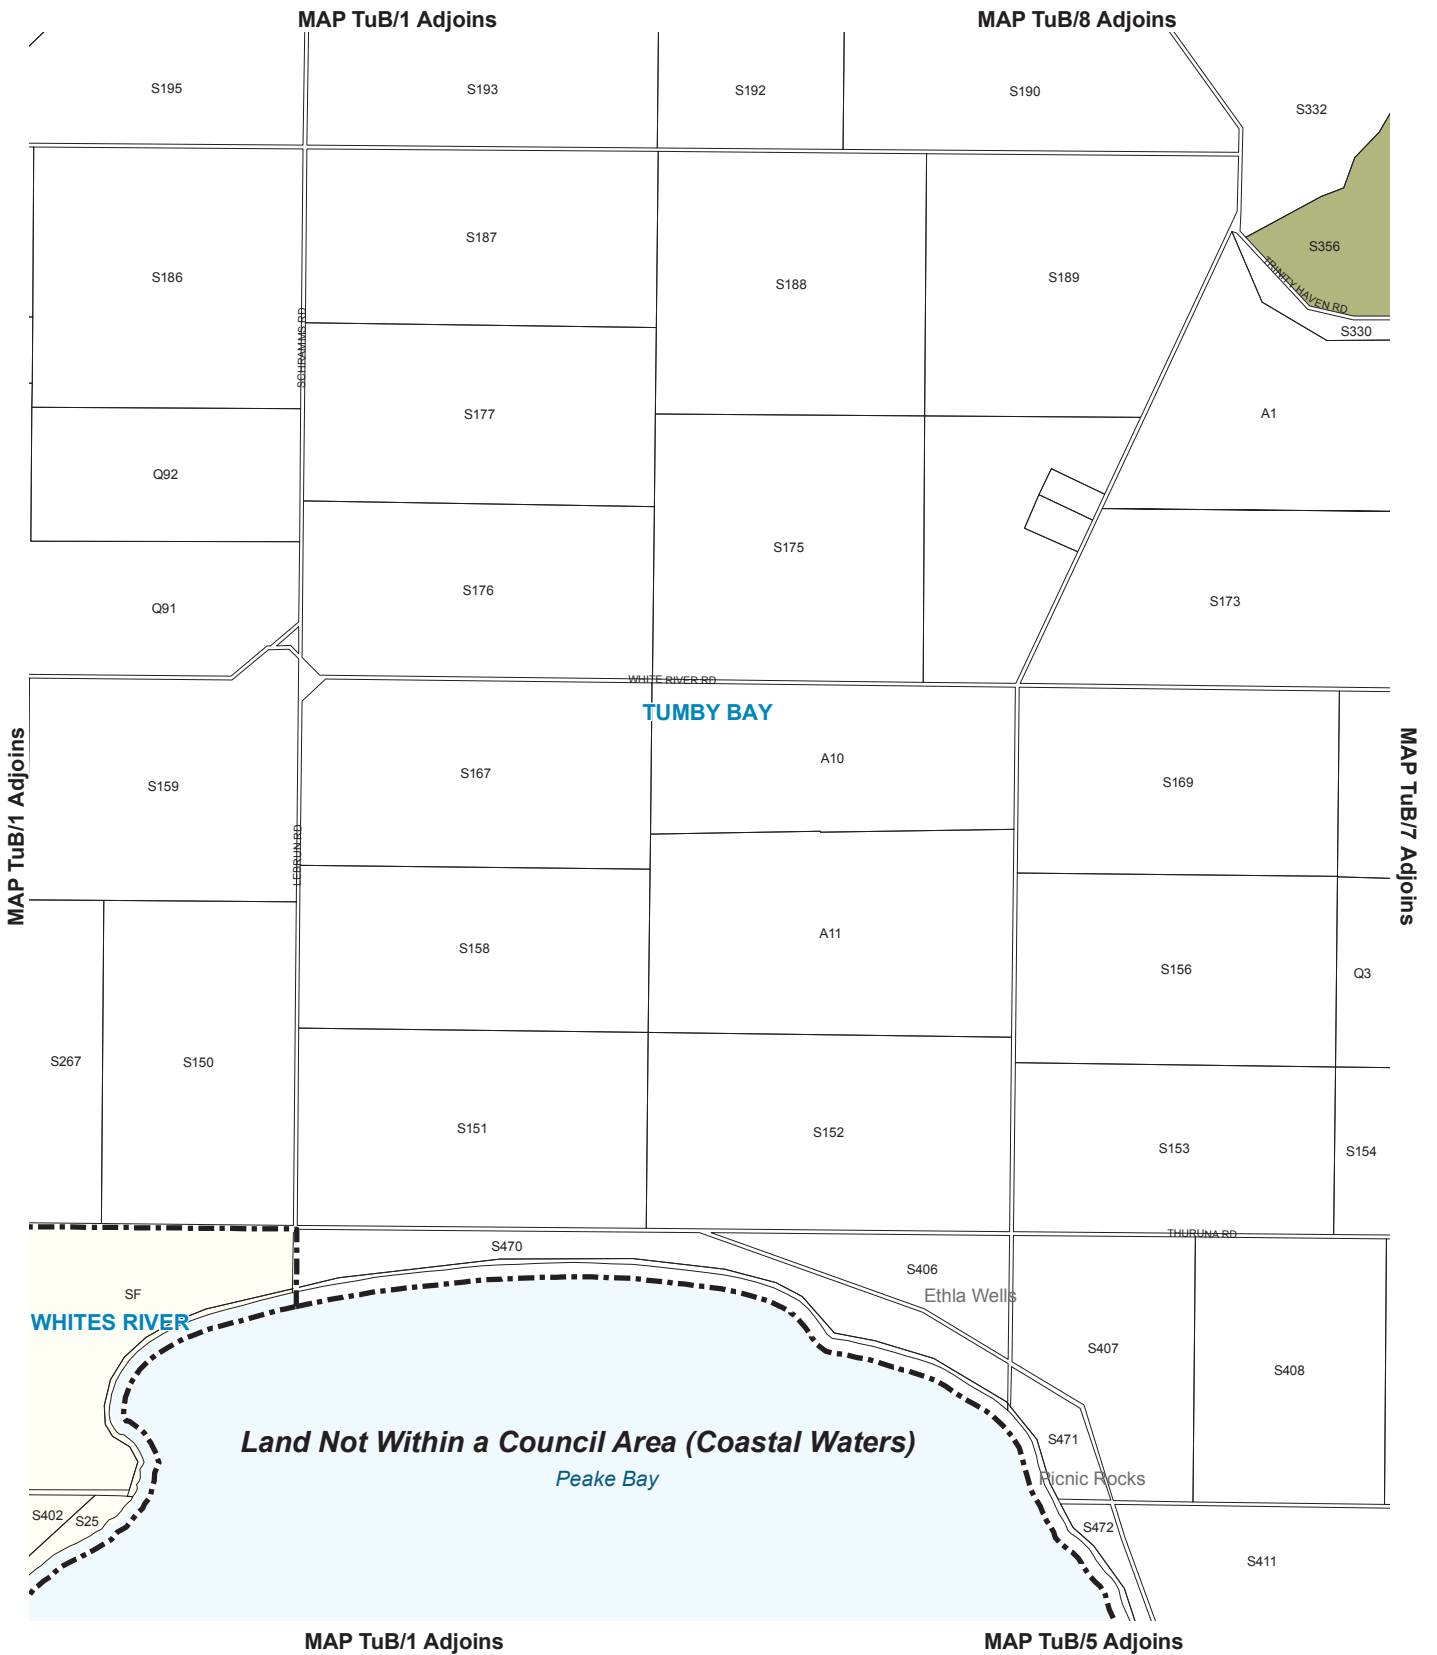 MAP TuB/1 Adjoins
MAP TuB/8 Adjoins
S195
S193
S192
S190
S332
S187
S356
S186
S188
S189
TRINITY HAVEN RD
S330
SCHRAMMS RD
S177
A1
Q92
S175
S176
S173
Q91
WHITE RIVER RD
TUMBY BAY
MAP TuB/1 Adjoins
MAP TuB/7 Adjoins
A10
S167
S169
S159
LEBRUN RD
A11
S158
S156
Q3
S267
S150
S151
S152
S153
S154
THURUNA RD
S470
S406
SF
Ethla Wells
WHITES RIVER
S407
S408
Land Not Within a Council Area (Coastal Waters)
S471
Peake Bay
Picnic Rocks
S402
S25
S472
S411
MAP TuB/1 Adjoins
MAP TuB/5 Adjoins